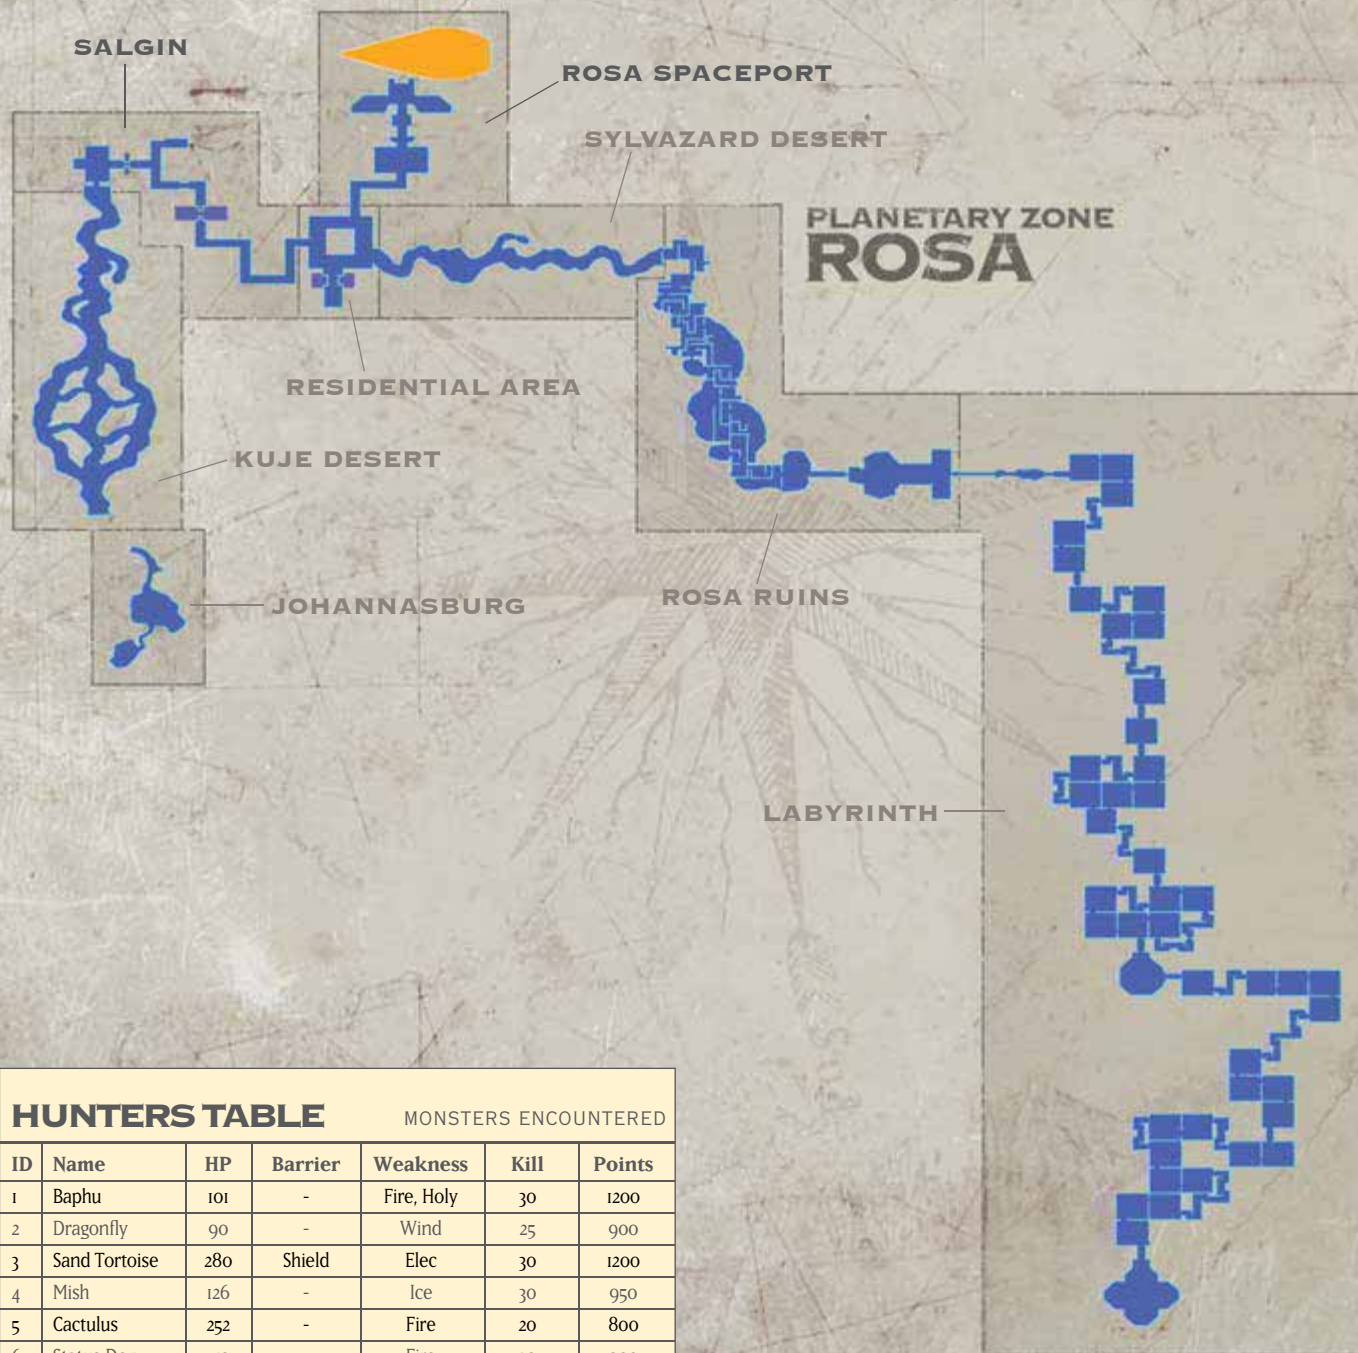 SALGIN
ROSA SPACEPORT
SYLVAZARD DESERT
PLANETARY ZONE
ROSA
RESIDENTIAL AREA
KUJE DESERT
ROSA RUINS
JOHANNASBURG
LABYRINTH
HUNTERS TABLE MONSTERS ENCOUNTERED
ID Name HP Barrier Weakness Kill Points
1 Baphu 101 - Fire, Holy 30 1200
2 Dragonfly 90 - Wind 25 900
3 Sand Tortoise 280 Shield Elec 30 1200
4 Mish 126 - Ice 30 950
5 Cactulus 252 - Fire 20 800